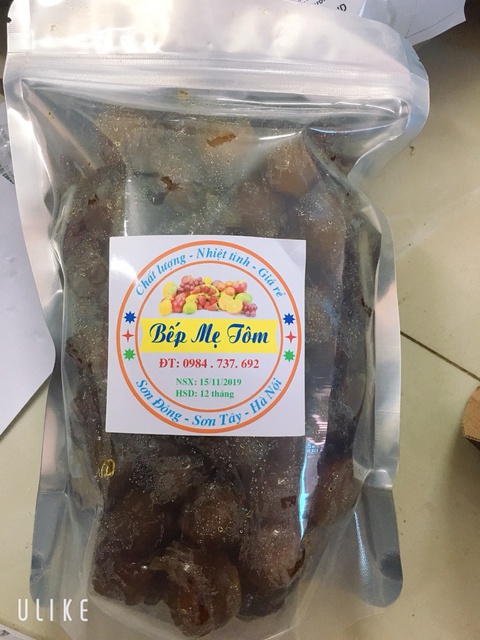 Chất lượng - Nhiệt tình - Giá rẻ
Bếp Mẹ Tôm
ĐT: 0984 . 737. 692
NSX: 15/11/2019
HSD: 12 tháng
Sơn Đông - Sơn Tây - Hà Nội
ULIKE